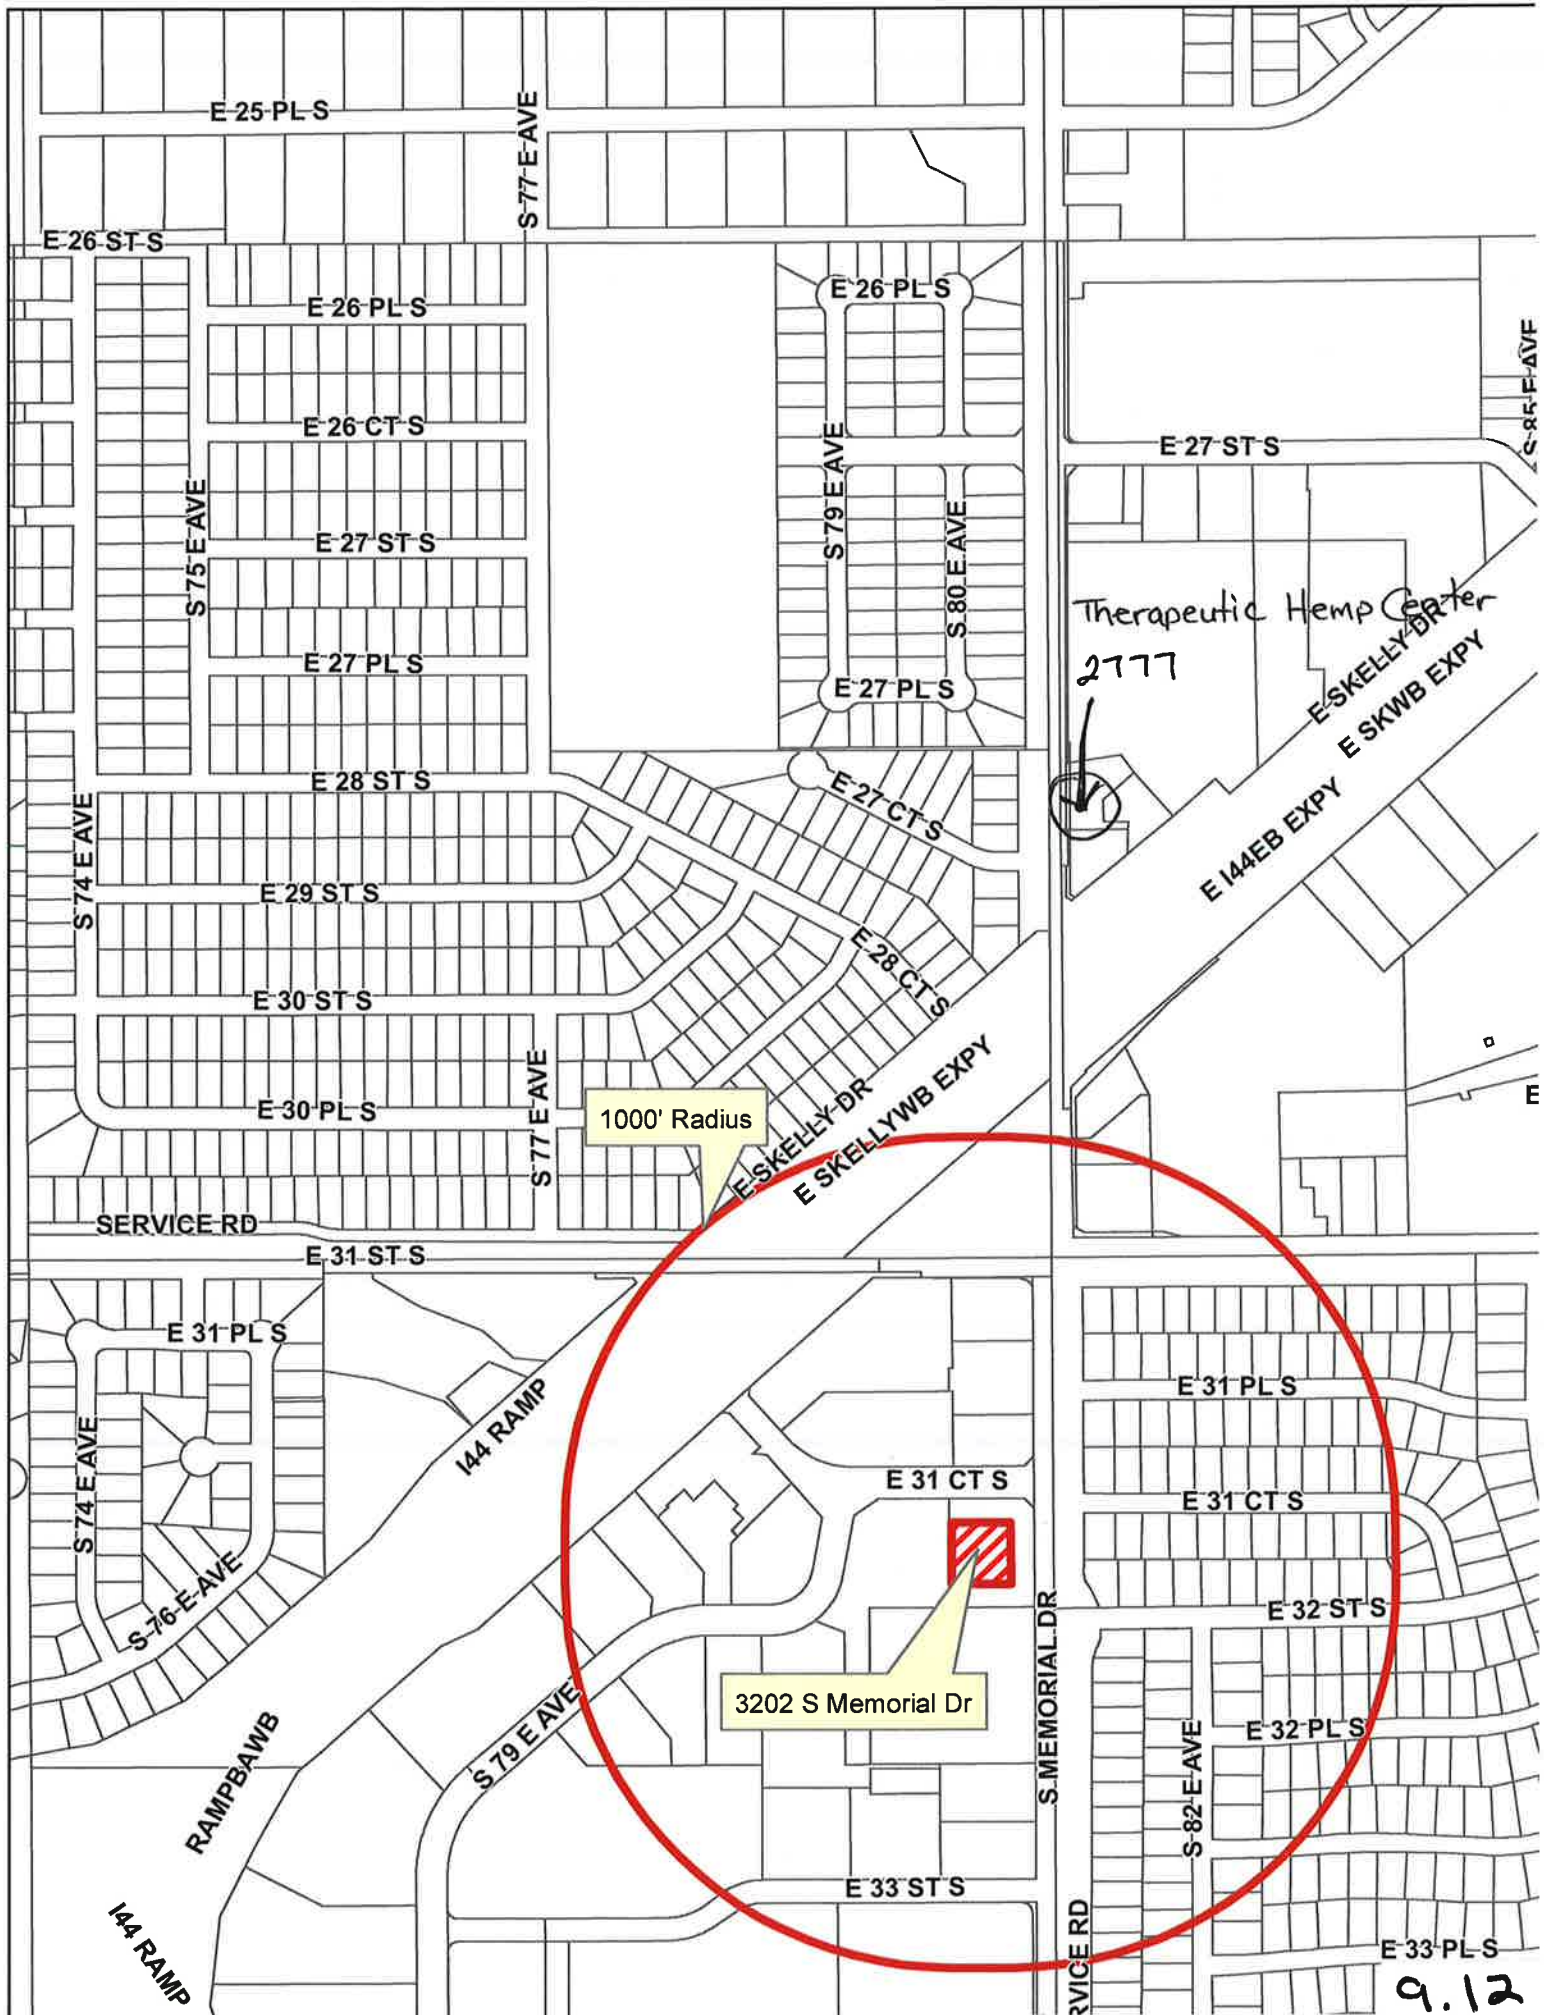 E 25 PL S
S 77 E AVE
E 26 ST S
E 26 PL S
E 26 PL S
E 26 CT S
S 79 E AVE
E 27 ST S
S 85 E AVE
S 75 E AVE
E 27 ST S
S 80 E AVE
Therapeutic Hemp Center
2777
E SKELLY DR
E SKWB EXPY
E 27 PL S
E 27 PL S
E 28 ST S
E 27 CT S
S 74 E AVE
E I44EB EXPY
E 29 ST S
E 28 CT S
E 30 ST S
E 30 PL S
S 77 E AVE
1000' Radius
E SKELLY DR
E SKELLYWB EXPY
E
SERVICE RD
E 31 ST S
E 31 PL S
I44 RAMP
E 31 PL S
S 74 E AVE
E 31 CT S
E 31 CT S
S 76 E AVE
E 32 ST S
3202 S Memorial Dr
S MEMORIAL DR
S 79 E AVE
E 32 PL S
S 82 E AVE
RAMPBAWB
E 33 ST S
I44 RAMP
RVICE RD
E 33 PL S
9.12